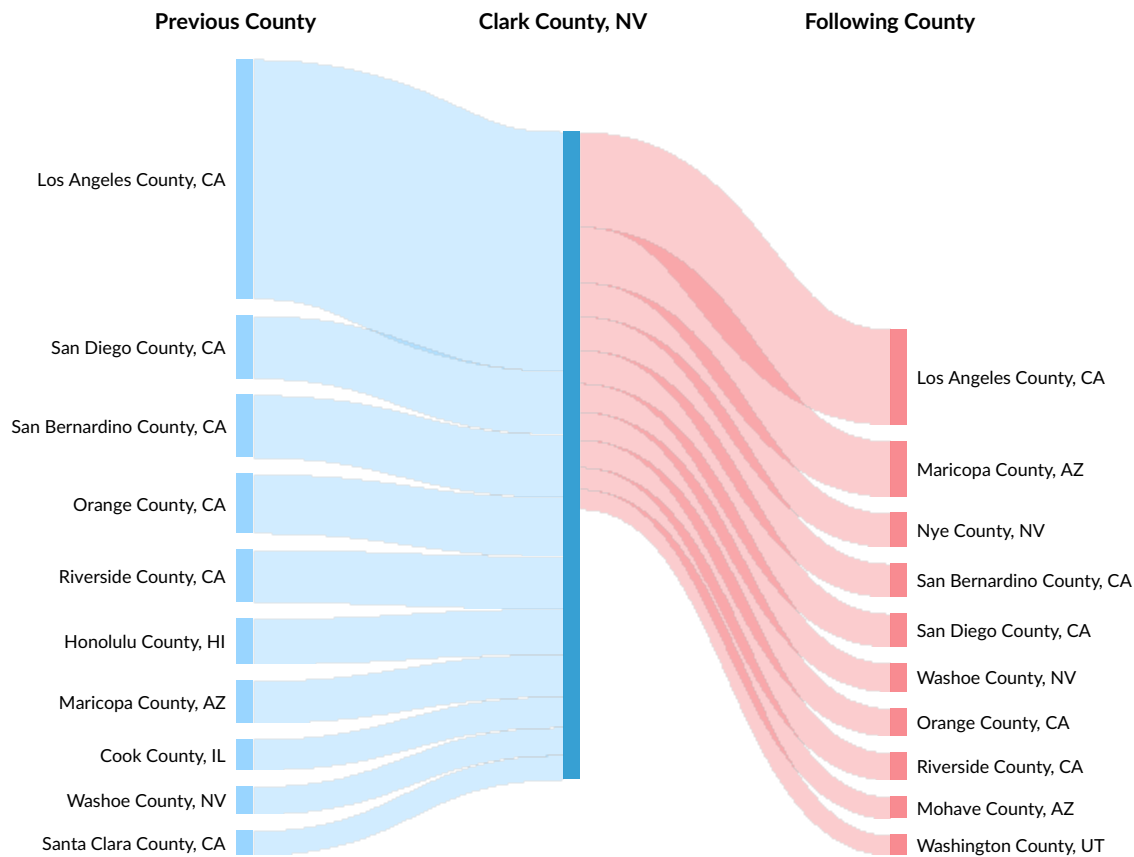 Previous County
Clark County, NV
Following County
Los Angeles County, CA
San Diego County, CA
San Bernardino County, CA
Orange County, CA
Riverside County, CA
Honolulu County, HI
Maricopa County, AZ
Cook County, IL
Washoe County, NV
Santa Clara County, CA
Los Angeles County, CA
Maricopa County, AZ
Nye County, NV
San Bernardino County, CA
San Diego County, CA
Washoe County, NV
Orange County, CA
Riverside County, CA
Mohave County, AZ
Washington County, UT